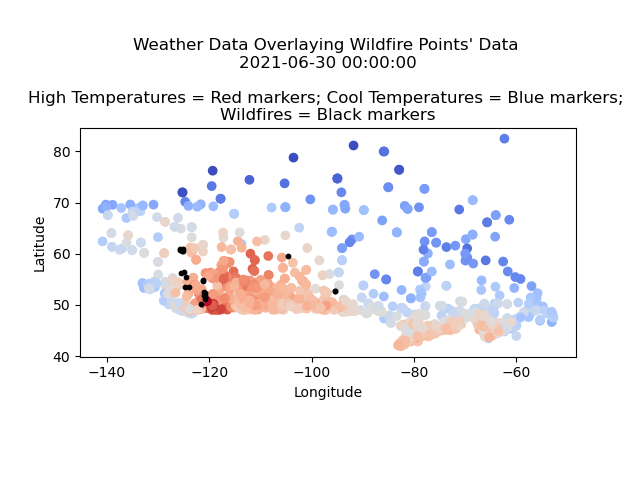 Weather Data Overlaying Wildfire Points' Data
2021-06-30 00:00:00
High Temperatures = Red markers; Cool Temperatures = Blue markers;
Wildfires = Black markers
80
70
60
50
40
Latitude
−140 −120 −100 −80 −60
Longitude